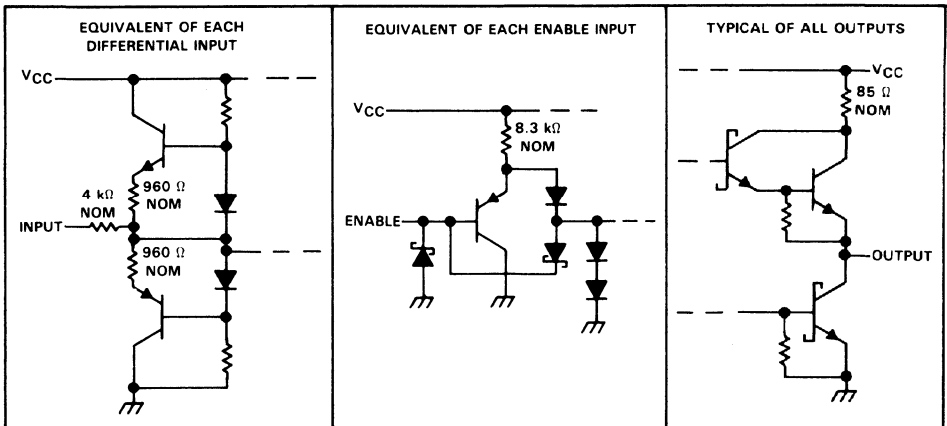 EQUIVALENT OF EACH
DIFFERENTIAL INPUT
VCC
4 kΩ
NOM
960 Ω
NOM
INPUT
960 Ω
NOM
EQUIVALENT OF EACH ENABLE INPUT
VCC
8.3 kΩ
NOM
ENABLE
TYPICAL OF ALL OUTPUTS
VCC
85 Ω
NOM
OUTPUT